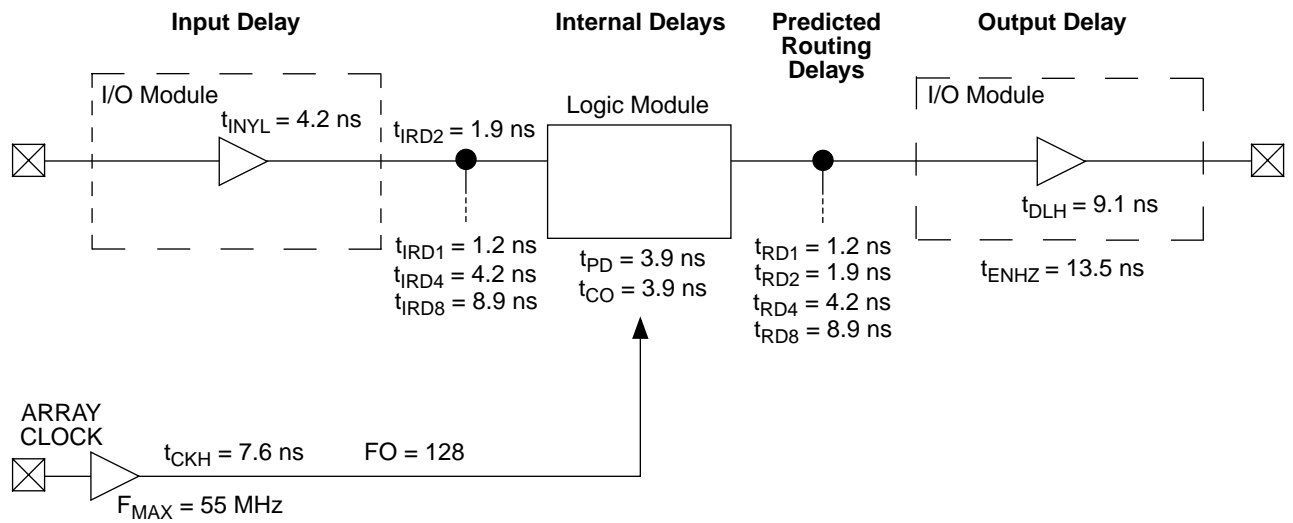 Input Delay
Internal Delays
Predicted
Routing
Delays
Output Delay
I/O Module
tINYL = 4.2 ns
tIRD2 = 1.9 ns
tIRD1 = 1.2 ns
tIRD4 = 4.2 ns
tIRD8 = 8.9 ns
Logic Module
tPD = 3.9 ns
tCO = 3.9 ns
tRD1 = 1.2 ns
tRD2 = 1.9 ns
tRD4 = 4.2 ns
tRD8 = 8.9 ns
I/O Module
tDLH = 9.1 ns
tENHZ = 13.5 ns
ARRAY
CLOCK
tCKH = 7.6 ns
FO = 128
FMAX = 55 MHz